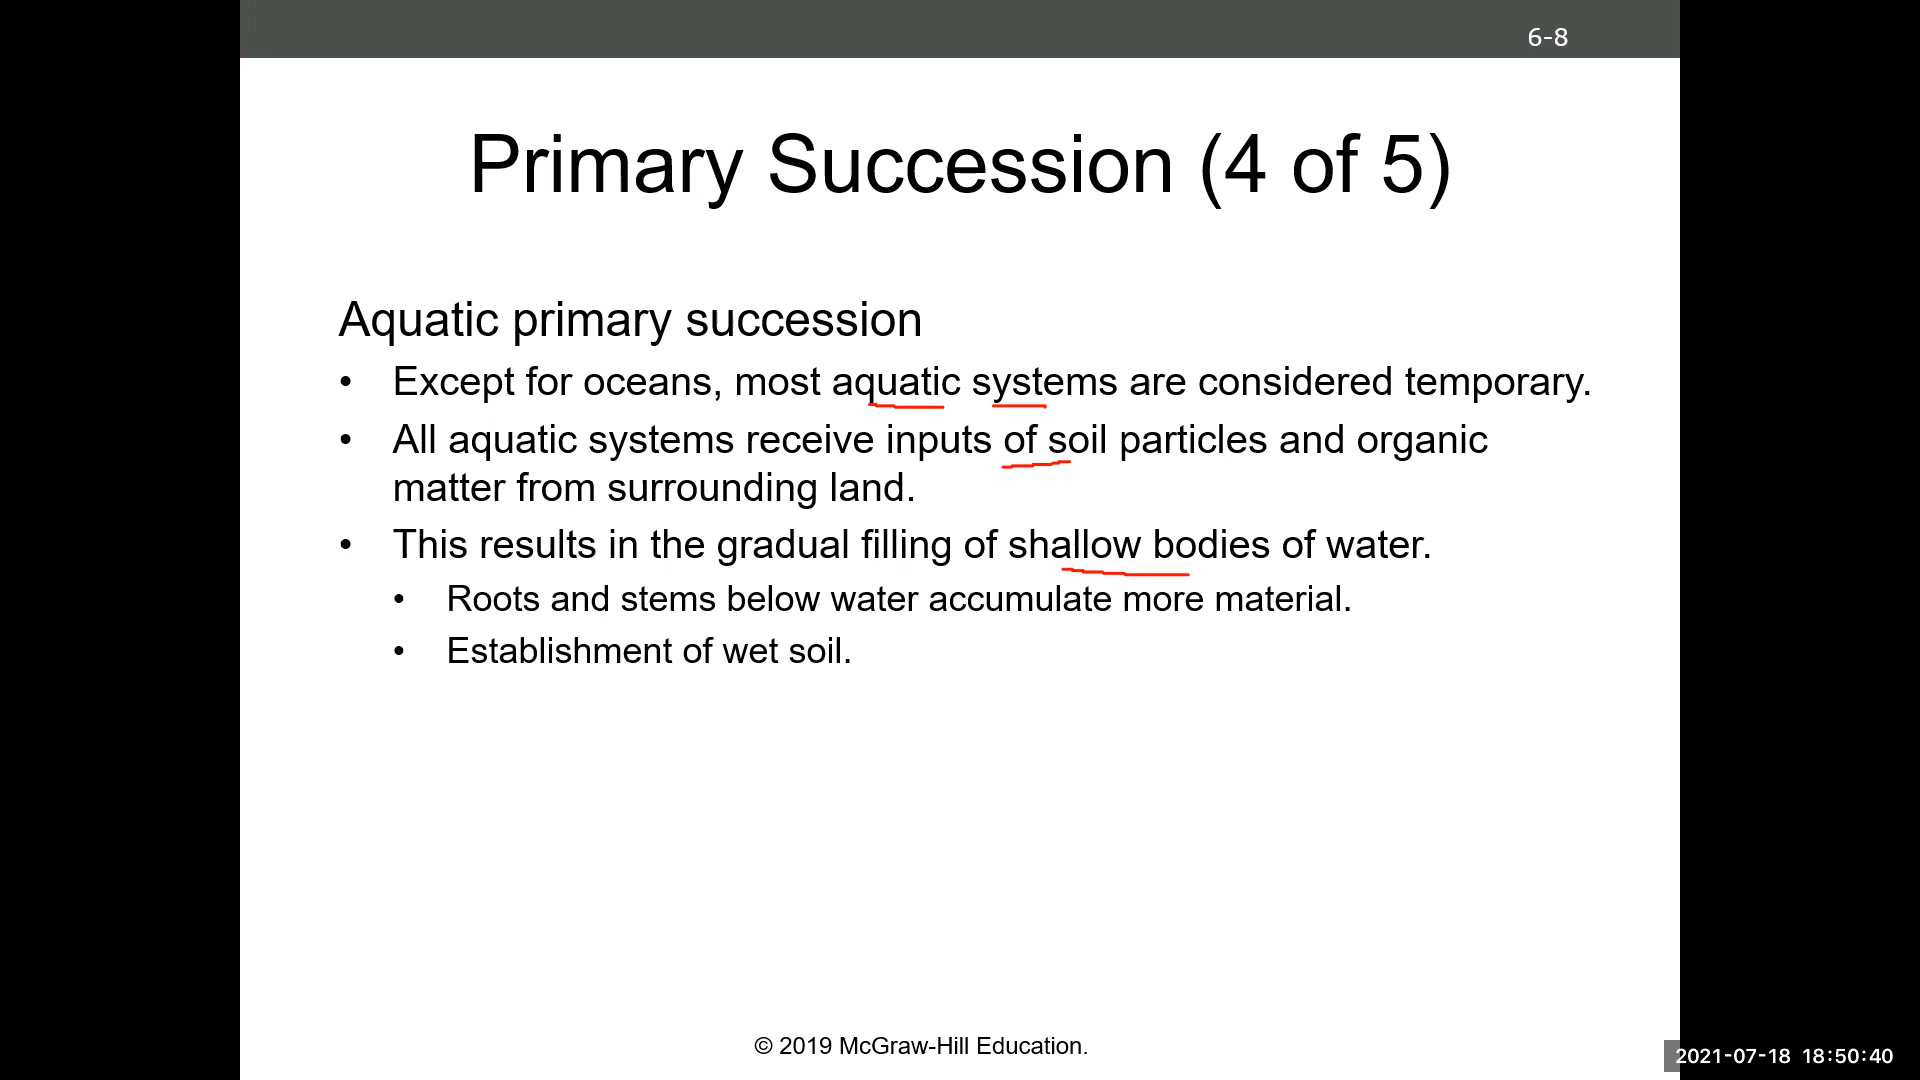 6-8
Primary Succession (4 of 5)
Aquatic primary succession
• Except for oceans, most aquatic systems are considered temporary.
• All aquatic systems receive inputs of soil particles and organic
matter from surrounding land.
• This results in the gradual filling of shallow bodies of water.
• Roots and stems below water accumulate more material.
• Establishment of wet soil.
© 2019 McGraw-Hill Education.
2021-07-18 18:50:40